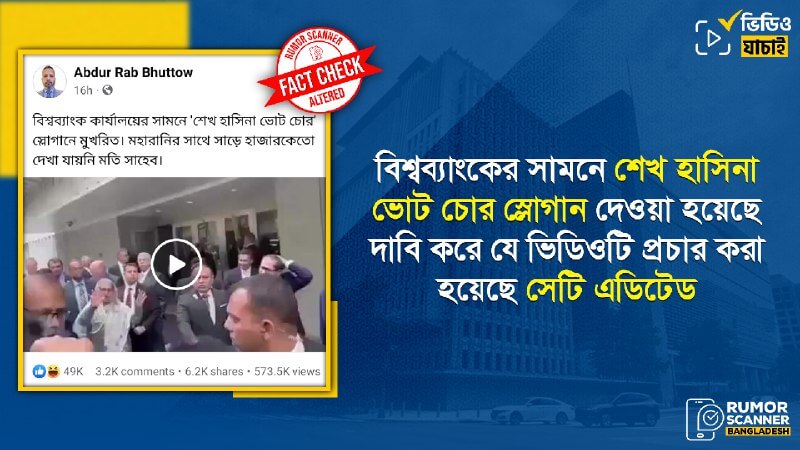 ভিডিও
যাচাই
Abdur Rab Bhuttow
16h
RUMOR SCANNER
FACT CHECK
ALTERED
বিশ্বব্যাংক কার্যালয়ের সামনে 'শেখ হাসিনা ভোট চোর'
স্লোগানে মুখরিত। মহারানির সাথে সাড়ে হাজারকেতো
দেখা যায়নি মতি সাহেব।
49K 3.2K comments • 6.2K shares • 573.5K views
বিশ্বব্যাংকের সামনে শেখ হাসিনা
ভোট চোর স্লোগান দেওয়া হয়েছে
দাবি করে যে ভিডিওটি প্রচার করা
হয়েছে সেটি এডিটেড
RUMOR
SCANNER
BANGLADESH